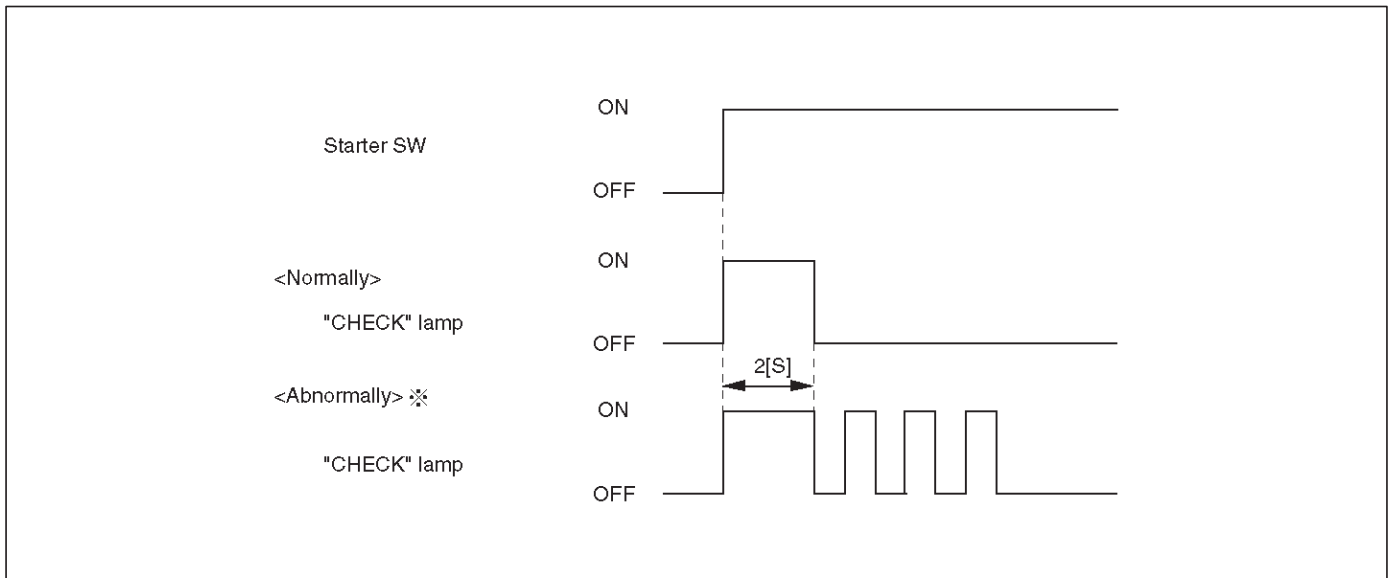 ON
Starter SW
OFF
ON
<Normally>
"CHECK" lamp
OFF
2[S]
<Abnormally> ※
ON
"CHECK" lamp
OFF